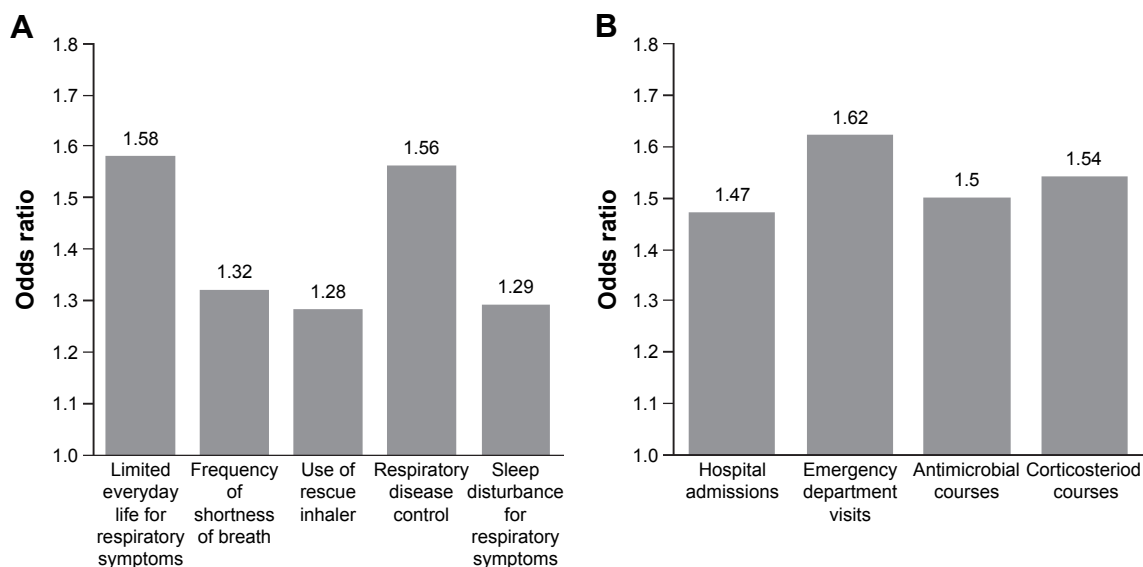 A
1.8
1.7
1.6
1.5
1.4
1.3
1.2
1.1
1.0
Odds ratio
1.58
1.32
1.28
1.56
1.29
Limited
everyday
life for
respiratory
symptoms
Frequency
of
shortness
of breath
Use of
rescue
inhaler
Respiratory
disease
control
Sleep
disturbance
for
respiratory
symptoms
B
1.8
1.7
1.6
1.5
1.4
1.3
1.2
1.1
1.0
Odds ratio
1.47
1.62
1.5
1.54
Hospital
admissions
Emergency
department
visits
Antimicrobial
courses
Corticosteriod
courses